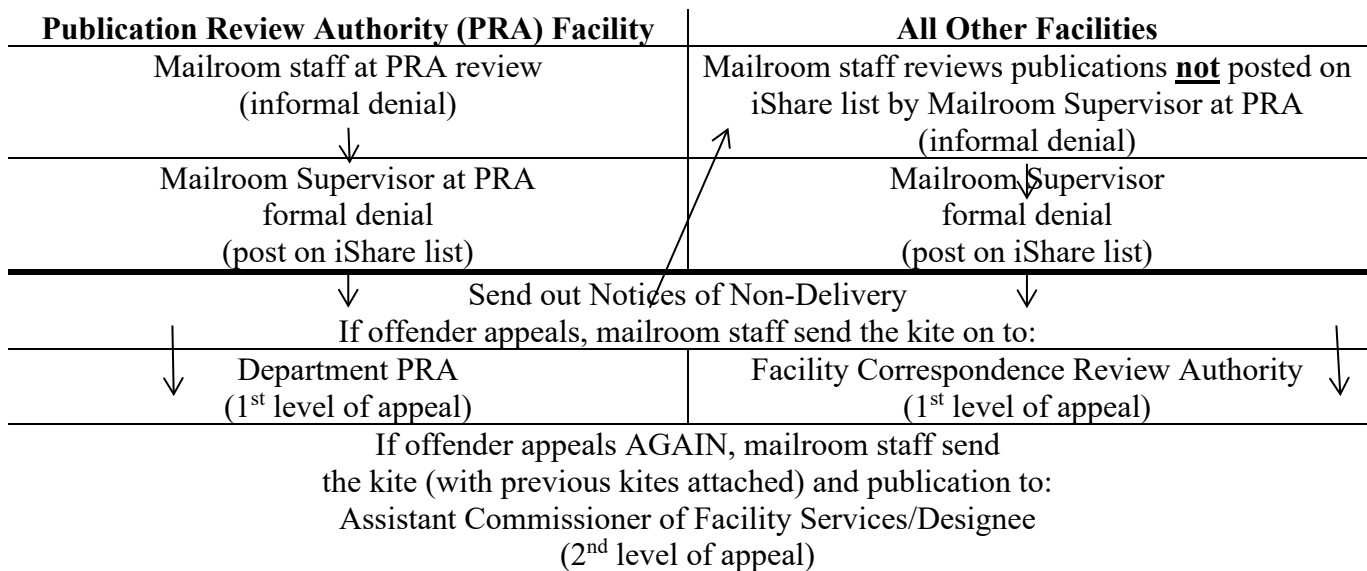 Publication Review Authority (PRA) Facility
All Other Facilities
Mailroom staff at PRA review
(informal denial)
Mailroom staff reviews publications not posted on
iShare list by Mailroom Supervisor at PRA
(informal denial)
Mailroom Supervisor at PRA
formal denial
(post on iShare list)
Mailroom Supervisor
formal denial
(post on iShare list)
Send out Notices of Non-Delivery
If offender appeals, mailroom staff send the kite on to:
Department PRA
(1st level of appeal)
Facility Correspondence Review Authority
(1st level of appeal)
If offender appeals AGAIN, mailroom staff send
the kite (with previous kites attached) and publication to:
Assistant Commissioner of Facility Services/Designee
(2nd level of appeal)